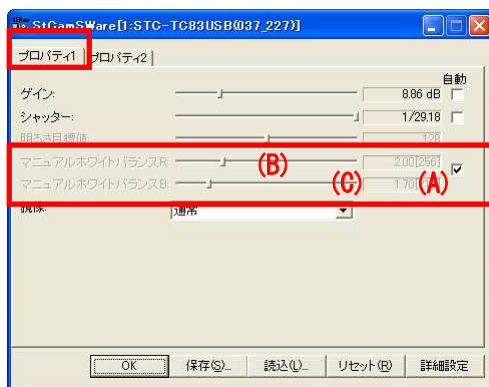 StCamSWare[1:STC-TC83USB(037_227)]
プロパティ1 プロパティ2
自動
ゲイン: 8.86 dB
シャッター: 1/29.18
明るさ目標値: 128
マニュアルホワイトバランスR: (B) 2.00[256]
マニュアルホワイトバランスB: (C) 1.70 (A)
鏡像: 通常
OK 保存(S)... 読込(L)... リセット(R) 詳細設定